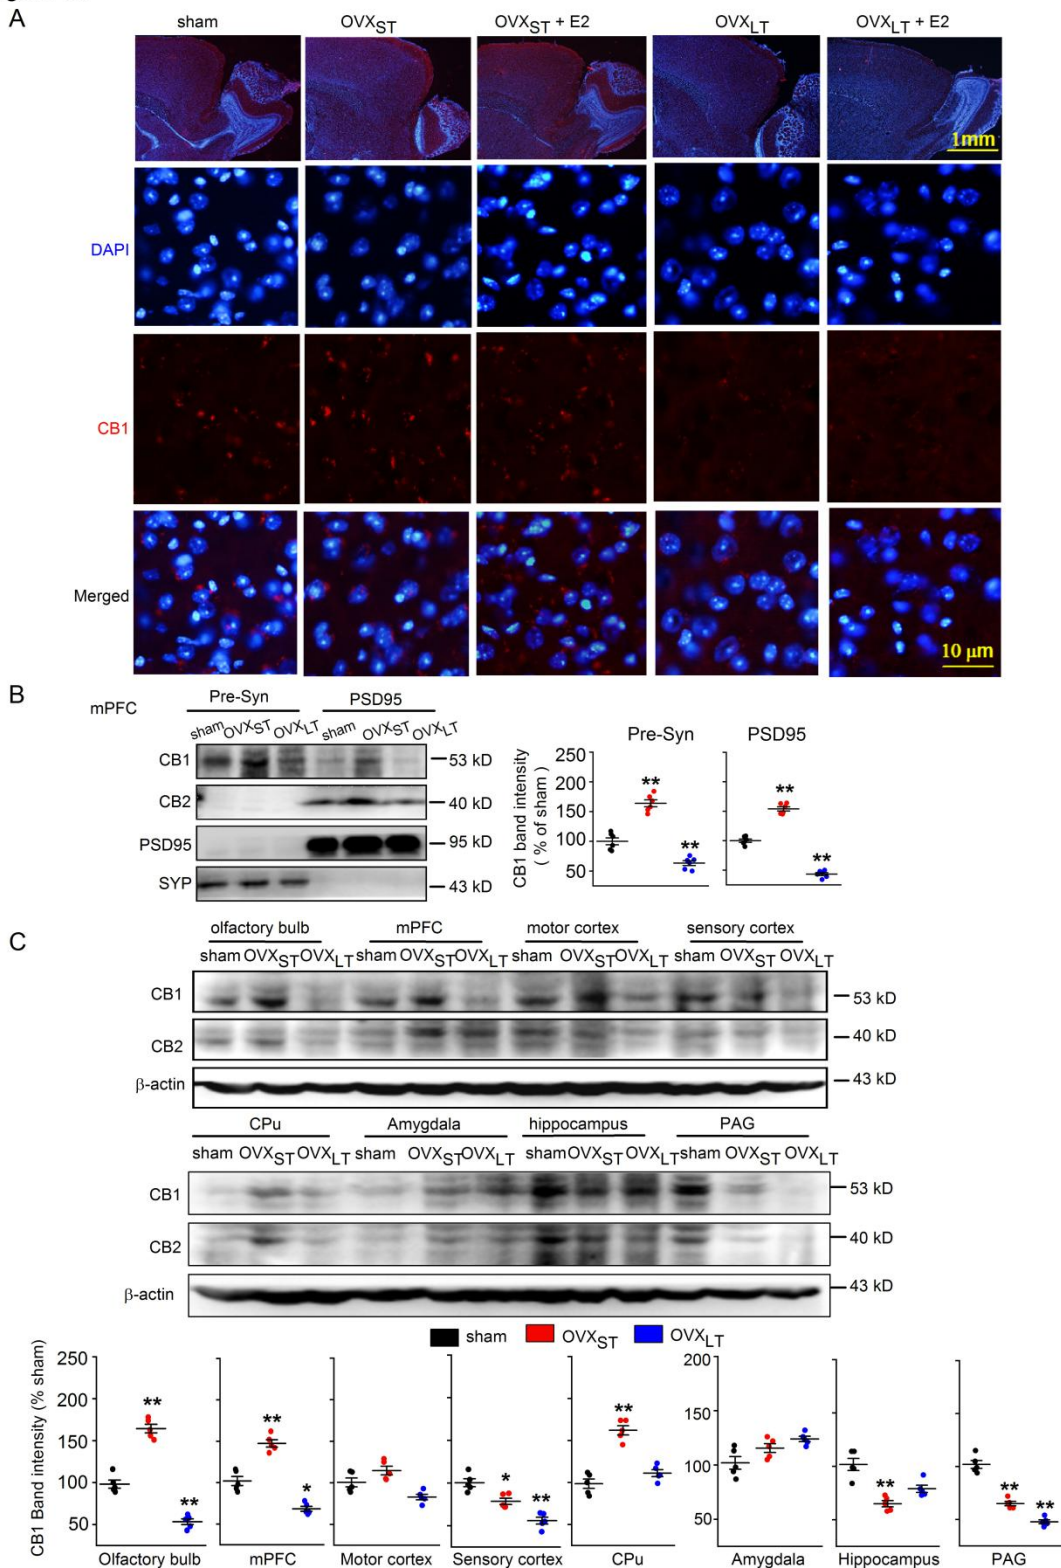 A
sham OVXST OVXST + E2 OVXLT OVXLT + E2
1mm
DAPI
CB1
Merged
10 μm
B
mPFC
Pre-Syn PSD95
sham OVXST OVXLT sham OVXST OVXLT
CB1 53 kD
CB2 40 kD
PSD95 95 kD
SYP 43 kD
Pre-Syn PSD95
CB1 band intensity
( % of sham )
250
200
150
100
50
** ** ** **
C
olfactory bulb mPFC motor cortex sensory cortex
sham OVXST OVXLT sham OVXST OVXLT sham OVXST OVXLT sham OVXST OVXLT
CB1 53 kD
CB2 40 kD
β-actin 43 kD
CPu Amygdala hippocampus PAG
sham OVXST OVXLT sham OVXST OVXLT sham OVXST OVXLT sham OVXST OVXLT
CB1 53 kD
CB2 40 kD
β-actin 43 kD
sham OVXST OVXLT
CB1 Band intensity (% sham)
250
200
150
100
50
** ** ** * * ** **
200
150
100
50
** ** **
Olfactory bulb mPFC Motor cortex Sensory cortex CPu Amygdala Hippocampus PAG